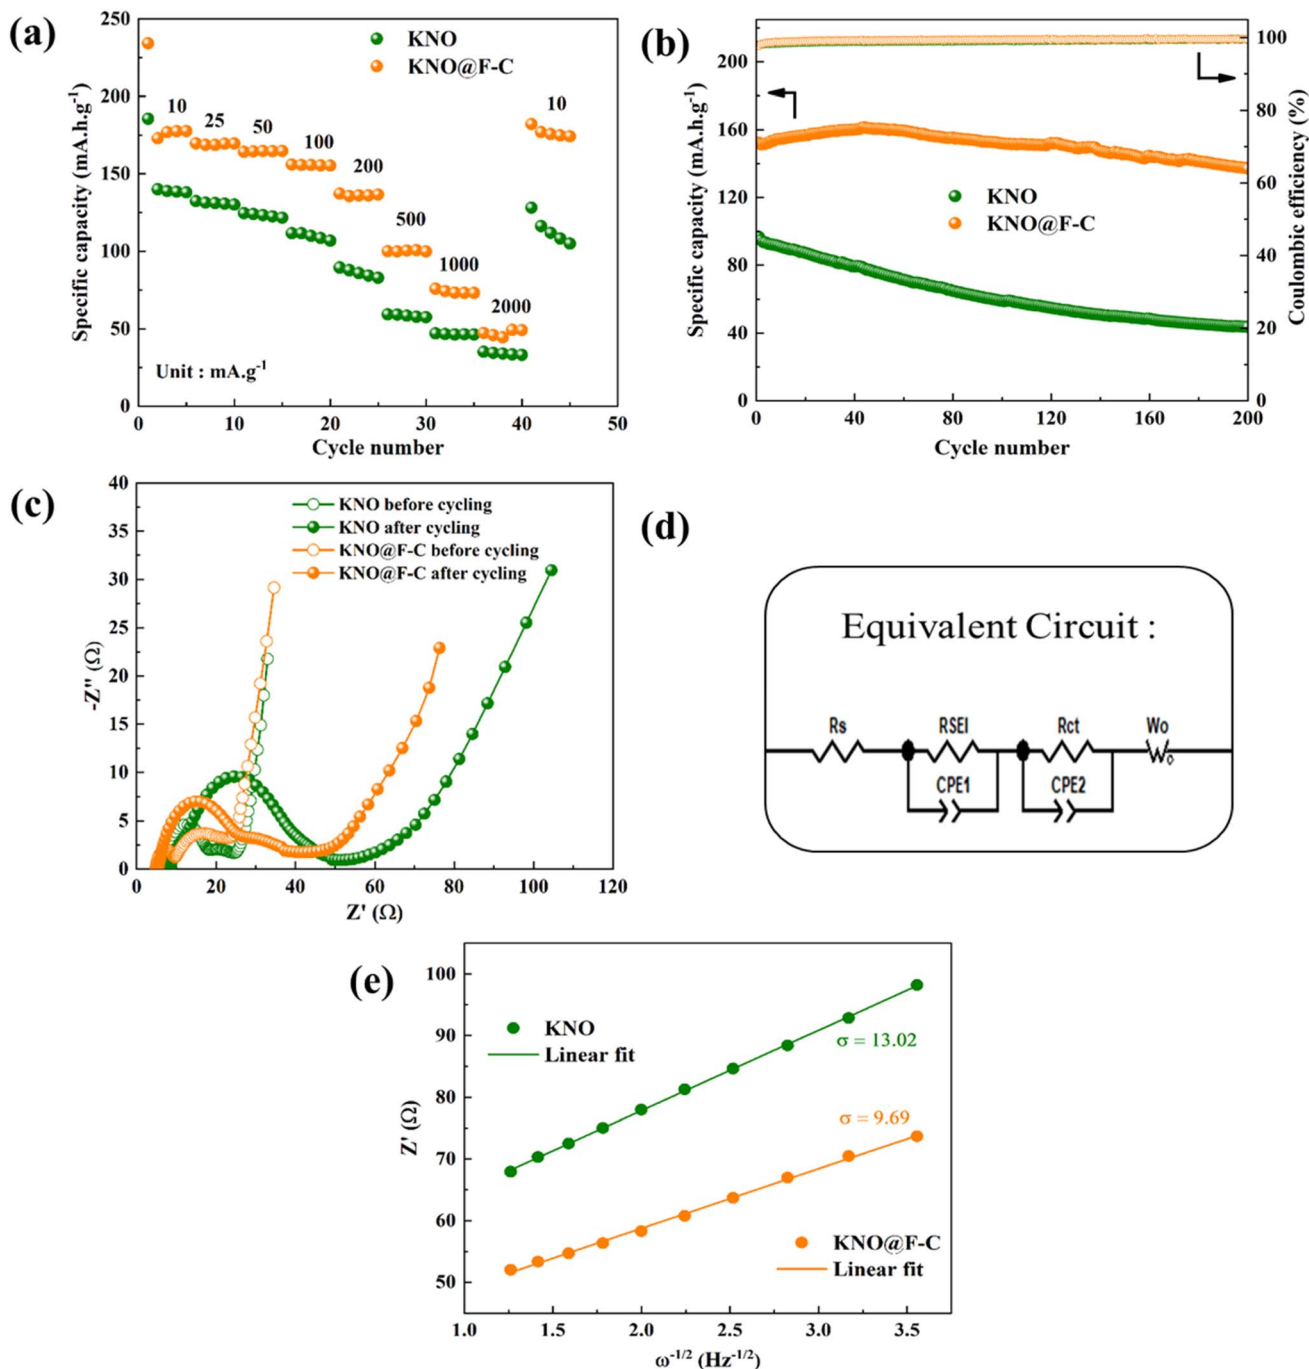 (a)
250
200
150
100
50
0
0 10 20 30 40 50
Specific capacity (mA.h.g⁻¹)
Cycle number
KNO
KNO@F-C
10
25
50
100
200
500
1000
2000
10
Unit : mA.g⁻¹
(b)
200
160
120
80
40
0
0 40 80 120 160 200
100
80
60
40
20
0
Specific capacity (mA.h.g⁻¹)
Cycle number
Coulombic efficiency (%)
KNO
KNO@F-C
(c)
40
35
30
25
20
15
10
5
0
0 20 40 60 80 100 120
-Z'' (Ω)
Z' (Ω)
KNO before cycling
KNO after cycling
KNO@F-C before cycling
KNO@F-C after cycling
(d)
Equivalent Circuit :
Rs RSEI Rct Wo
CPE1 CPE2
(e)
100
90
80
70
60
50
1.0 1.5 2.0 2.5 3.0 3.5
Z' (Ω)
ω⁻¹/² (Hz⁻¹/²)
KNO
Linear fit
σ = 13.02
σ = 9.69
KNO@F-C
Linear fit